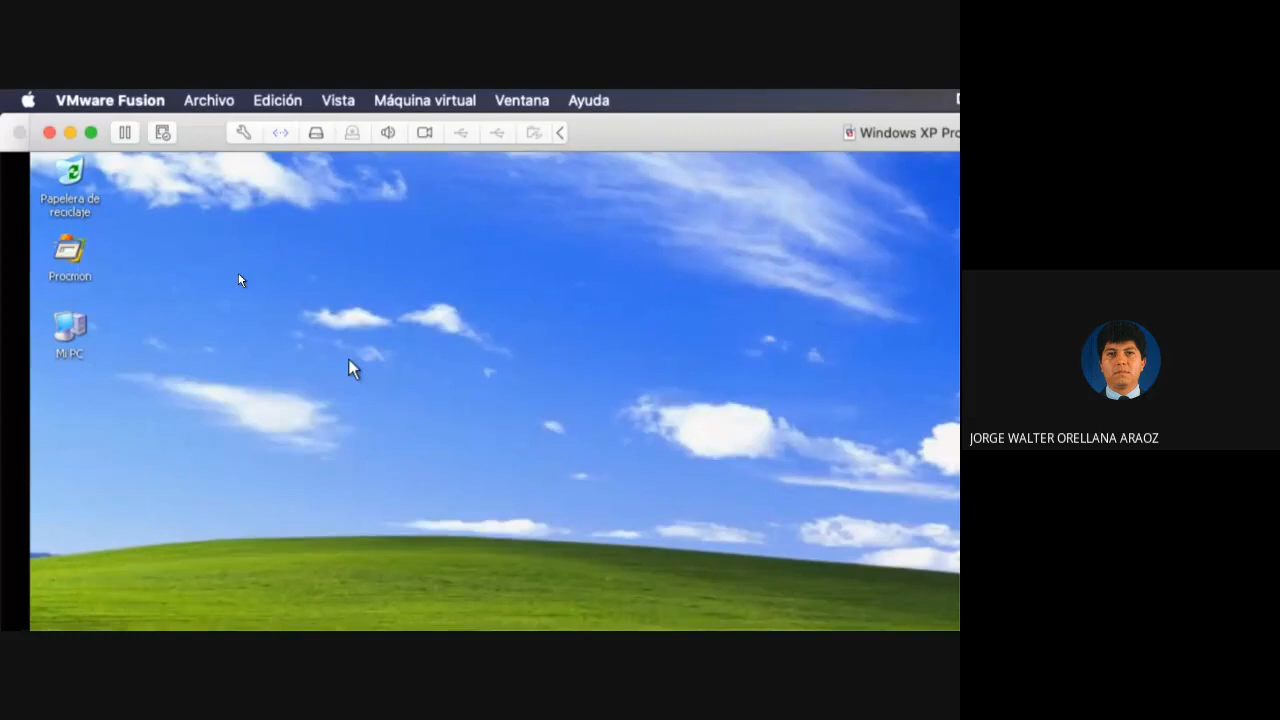 VMware Fusion Archivo Edición Vista Máquina virtual Ventana Ayuda
Windows XP Pro
Papelera de
reciclaje
Procmon
Mi PC
JORGE WALTER ORELLANA ARAOZ